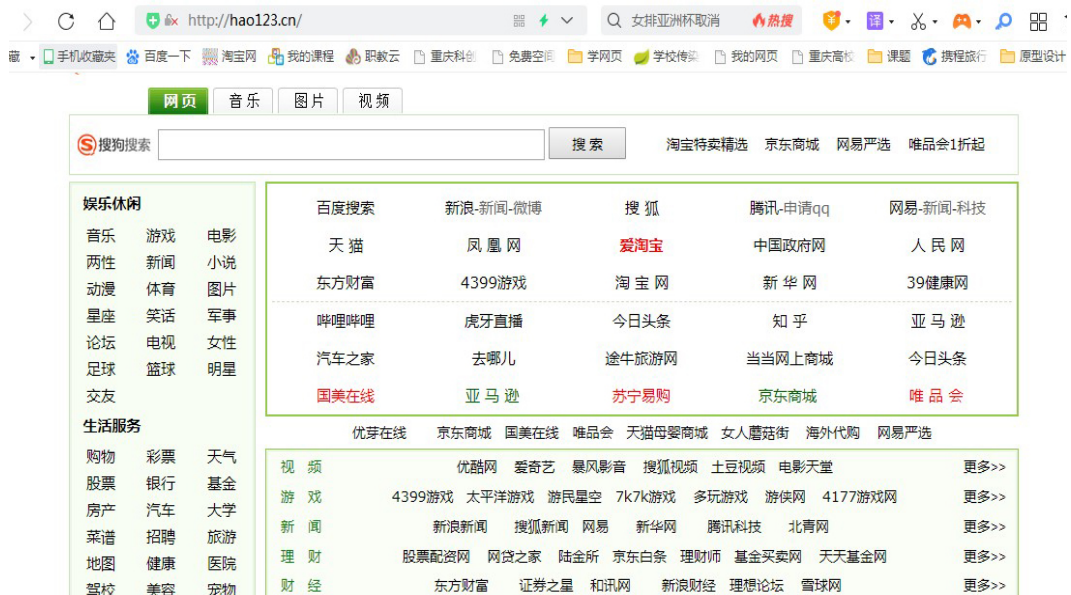 http://hao123.cn/ 女排亚洲杯取消 热搜 译
藏 手机收藏夹 百度一下 淘宝网 我的课程 职教云 重庆科创 免费空间 学网页 学校传染 我的网页 重庆高校 课题 携程旅行 原型设计
网页 音乐 图片 视频
S 搜狗搜索 搜索 淘宝特卖精选 京东商城 网易严选 唯品会1折起
娱乐休闲
音乐 游戏 电影
两性 新闻 小说
动漫 体育 图片
星座 笑话 军事
论坛 电视 女性
足球 篮球 明星
交友
生活服务
购物 彩票 天气
股票 银行 基金
房产 汽车 大学
菜谱 招聘 旅游
地图 健康 医院
驾校 美容 宠物
百度搜索 新浪-新闻-微博 搜 狐 腾讯-申请qq 网易-新闻-科技
天 猫 凤 凰 网 爱淘宝 中国政府网 人 民 网
东方财富 4399游戏 淘 宝 网 新 华 网 39健康网
哔哩哔哩 虎牙直播 今日头条 知 乎 亚 马 逊
汽车之家 去哪儿 途牛旅游网 当当网上商城 今日头条
国美在线 亚 马 逊 苏宁易购 京东商城 唯 品 会
优芽在线 京东商城 国美在线 唯品会 天猫母婴商城 女人蘑菇街 海外代购 网易严选
视 频 优酷网 爱奇艺 暴风影音 搜狐视频 土豆视频 电影天堂 更多>>
游 戏 4399游戏 太平洋游戏 游民星空 7k7k游戏 多玩游戏 游侠网 4177游戏网 更多>>
新 闻 新浪新闻 搜狐新闻 网易 新华网 腾讯科技 北青网 更多>>
理 财 股票配资网 网贷之家 陆金所 京东白条 理财师 基金买卖网 天天基金网 更多>>
财 经 东方财富 证券之星 和讯网 新浪财经 理想论坛 雪球网 更多>>